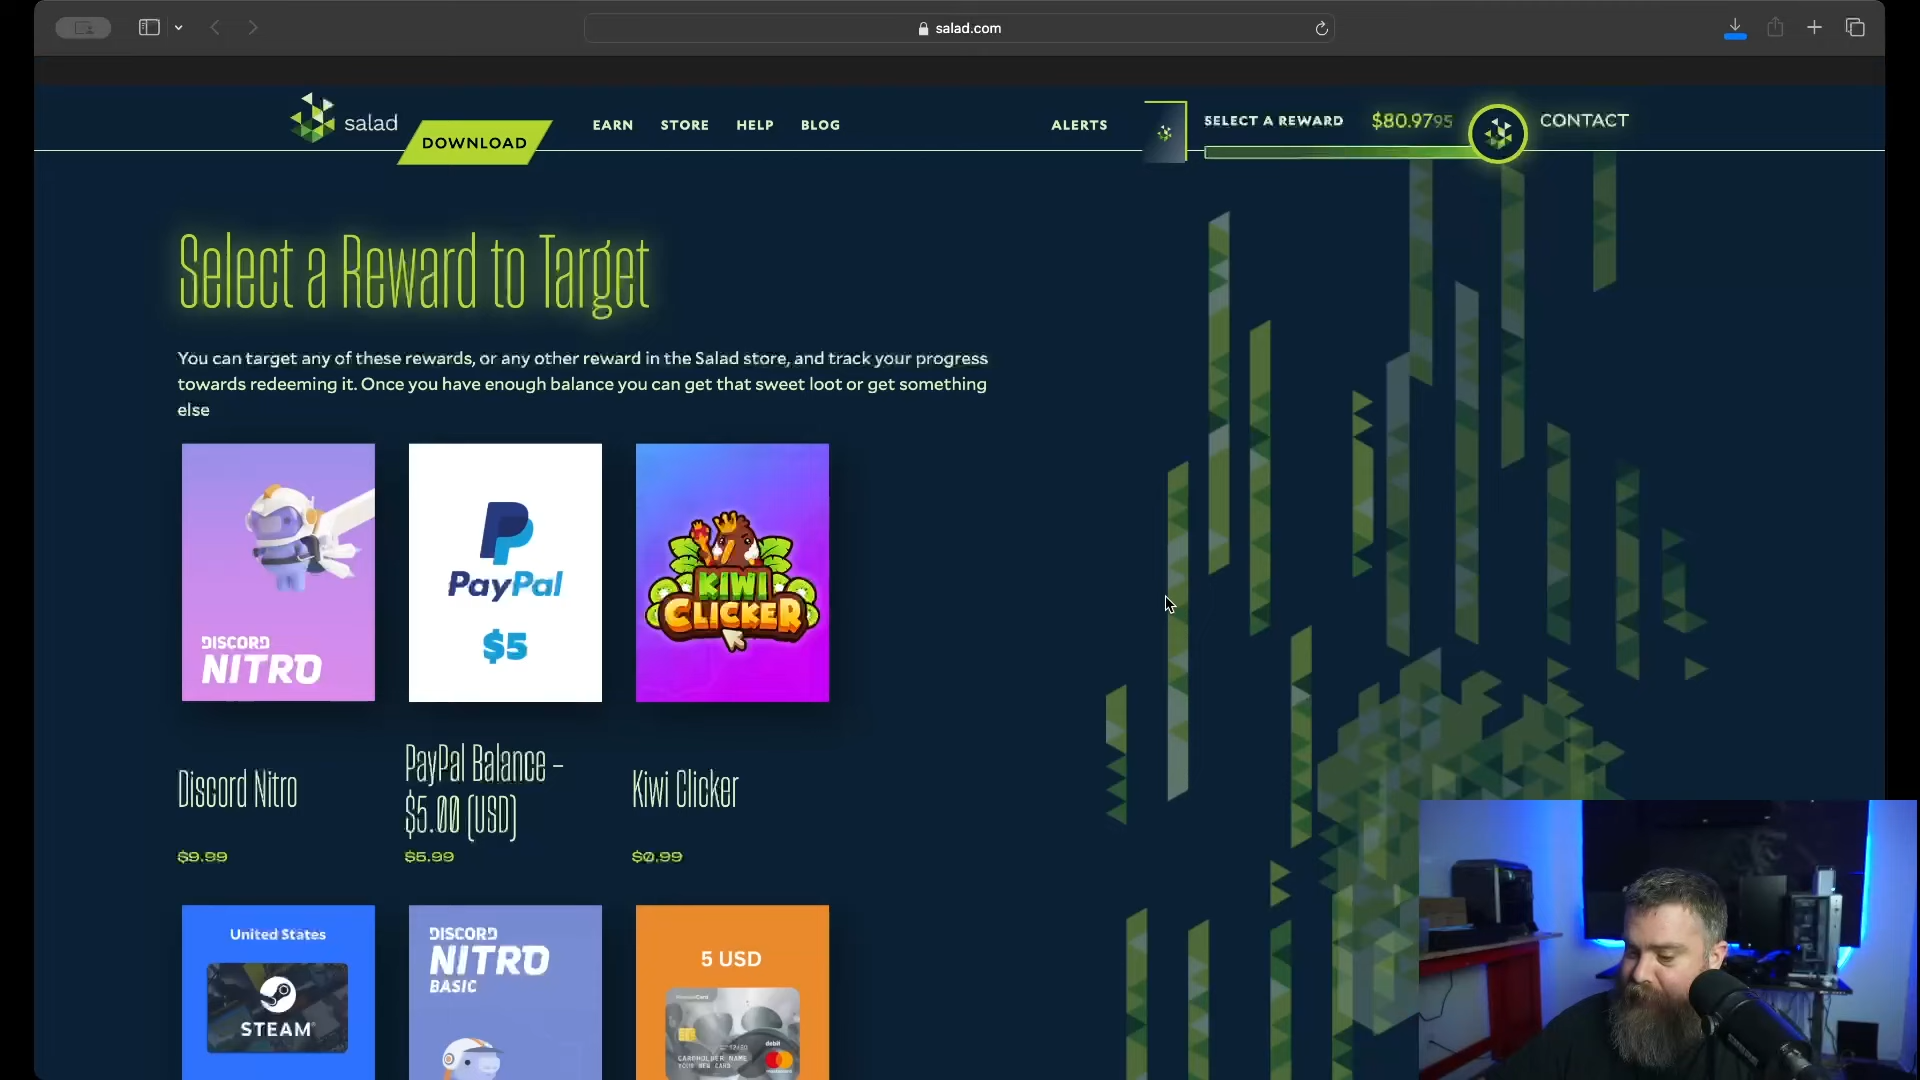 salad.com
salad
DOWNLOAD
EARN
STORE
HELP
BLOG
ALERTS
SELECT A REWARD
$80.9795
CONTACT
Select a Reward to Target
You can target any of these rewards, or any other reward in the Salad store, and track your progress
towards redeeming it. Once you have enough balance you can get that sweet loot or get something
else
DISCORD
NITRO
PayPal
$5
KIWI
CLICKER
Discord Nitro
PayPal Balance –
$5.00 (USD)
Kiwi Clicker
$9.99
$5.99
$0.99
United States
STEAM
DISCORD
NITRO
BASIC
5 USD
debit
CARDHOLDER NAME